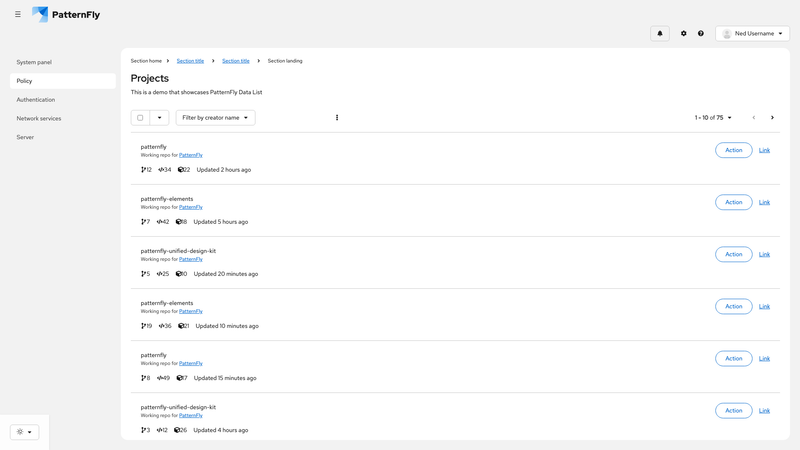 PatternFly
Ned Username
System panel
Policy
Authentication
Network services
Server
Section home Section title Section title Section landing
Projects
This is a demo that showcases PatternFly Data List
Filter by creator name 1 - 10 of 75
patternfly
Working repo for PatternFly
12 34 22 Updated 2 hours ago
Action Link
patternfly-elements
Working repo for PatternFly
7 42 18 Updated 5 hours ago
Action Link
patternfly-unified-design-kit
Working repo for PatternFly
5 25 10 Updated 20 minutes ago
Action Link
patternfly-elements
Working repo for PatternFly
19 36 21 Updated 10 minutes ago
Action Link
patternfly
Working repo for PatternFly
8 49 17 Updated 15 minutes ago
Action Link
patternfly-unified-design-kit
Working repo for PatternFly
3 12 26 Updated 4 hours ago
Action Link